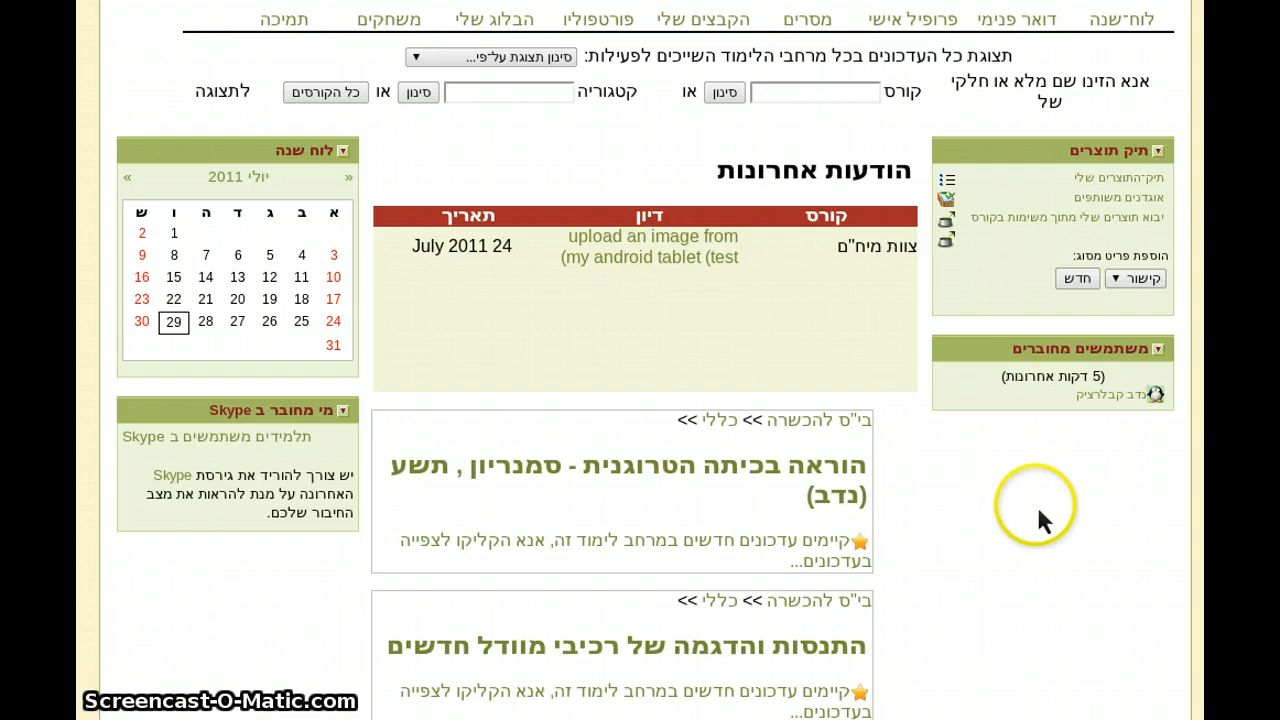 לוח־שנה דואר פנימי פרופיל אישי מסרים הקבצים שלי פורטפוליו הבלוג שלי משחקים תמיכה
תצוגת כל העדכונים בכל מרחבי הלימוד השייכים לפעילות: סינון תצוגת על־פי...
אנא הזינו שם מלא או חלקי
של
קורס סינון או קטגוריה סינון או כל הקורסים לתצוגה
תיק תוצרים
תיק־התוצרים שלי
אוגדנים משותפים
יבוא תוצרים שלי מתוך משימות בקורס
הוספת פריט מסוג:
קישור חדש
משתמשים מחוברים
(5 דקות אחרונות)
נדב קבלרציק
הודעות אחרונות
קורס דיון תאריך
צוות מיח"ם upload an image from 24 July 2011
my android tablet (test)
בי"ס להכשרה >> כללי >>
הוראה בכיתה הטרוגנית - סמנריון , תשע
(נדב)
קיימים עדכונים חדשים במרחב לימוד זה, אנא הקליקו לצפייה
בעדכונים...
בי"ס להכשרה >> כללי >>
התנסות והדגמה של רכיבי מוודל חדשים
קיימים עדכונים חדשים במרחב לימוד זה, אנא הקליקו לצפייה
בעדכונים...
לוח שנה
« יולי 2011 »
א ב ג ד ה ו ש
1 2
3 4 5 6 7 8 9
10 11 12 13 14 15 16
17 18 19 20 21 22 23
24 25 26 27 28 29 30
31
מי מחובר ב Skype
תלמידים משתמשים ב Skype
יש צורך להוריד את גירסת Skype
האחרונה על מנת להראות את מצב
החיבור שלכם.
Screencast-O-Matic.com